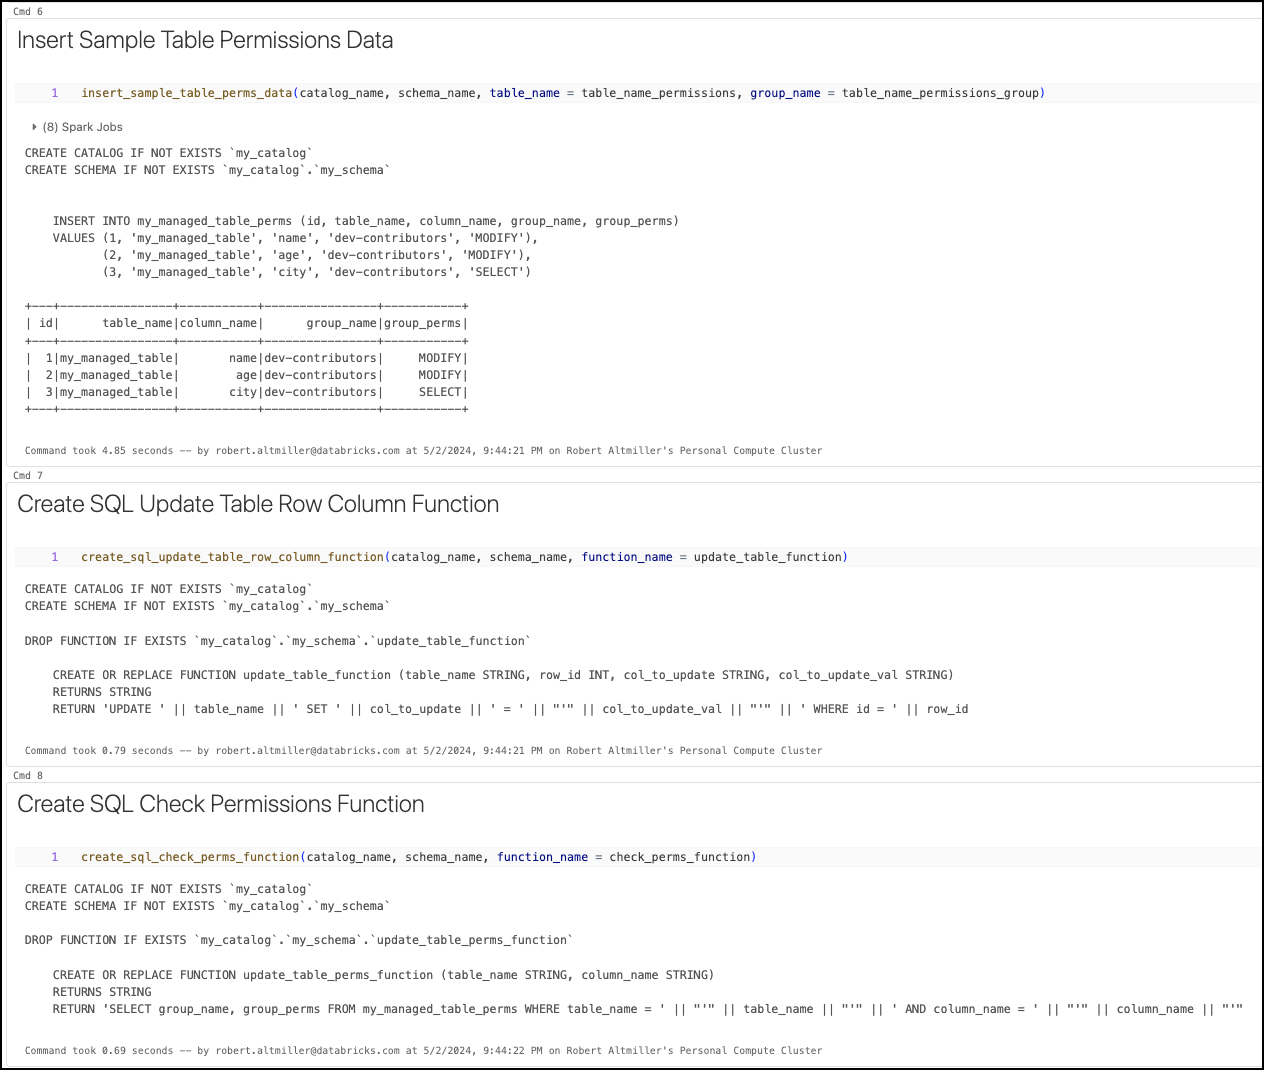 Cmd 6
Insert Sample Table Permissions Data
1 insert_sample_table_perms_data(catalog_name, schema_name, table_name = table_name_permissions, group_name = table_name_permissions_group)
(8) Spark Jobs
CREATE CATALOG IF NOT EXISTS `my_catalog`
CREATE SCHEMA IF NOT EXISTS `my_catalog`.`my_schema`
INSERT INTO my_managed_table_perms (id, table_name, column_name, group_name, group_perms)
VALUES (1, 'my_managed_table', 'name', 'dev-contributors', 'MODIFY'),
(2, 'my_managed_table', 'age', 'dev-contributors', 'MODIFY'),
(3, 'my_managed_table', 'city', 'dev-contributors', 'SELECT')
+---+----------------+-----------+----------------+-----------+
| id|      table_name|column_name|      group_name|group_perms|
+---+----------------+-----------+----------------+-----------+
|  1|my_managed_table|       name|dev-contributors|     MODIFY|
|  2|my_managed_table|        age|dev-contributors|     MODIFY|
|  3|my_managed_table|       city|dev-contributors|     SELECT|
+---+----------------+-----------+----------------+-----------+
Command took 4.85 seconds -- by robert.altmiller@databricks.com at 5/2/2024, 9:44:21 PM on Robert Altmiller's Personal Compute Cluster
Cmd 7
Create SQL Update Table Row Column Function
1 create_sql_update_table_row_column_function(catalog_name, schema_name, function_name = update_table_function)
CREATE CATALOG IF NOT EXISTS `my_catalog`
CREATE SCHEMA IF NOT EXISTS `my_catalog`.`my_schema`
DROP FUNCTION IF EXISTS `my_catalog`.`my_schema`.`update_table_function`
CREATE OR REPLACE FUNCTION update_table_function (table_name STRING, row_id INT, col_to_update STRING, col_to_update_val STRING)
RETURNS STRING
RETURN 'UPDATE ' || table_name || ' SET ' || col_to_update || ' = ' || "'" || col_to_update_val || "'" || ' WHERE id = ' || row_id
Command took 0.79 seconds -- by robert.altmiller@databricks.com at 5/2/2024, 9:44:21 PM on Robert Altmiller's Personal Compute Cluster
Cmd 8
Create SQL Check Permissions Function
1 create_sql_check_perms_function(catalog_name, schema_name, function_name = check_perms_function)
CREATE CATALOG IF NOT EXISTS `my_catalog`
CREATE SCHEMA IF NOT EXISTS `my_catalog`.`my_schema`
DROP FUNCTION IF EXISTS `my_catalog`.`my_schema`.`update_table_perms_function`
CREATE OR REPLACE FUNCTION update_table_perms_function (table_name STRING, column_name STRING)
RETURNS STRING
RETURN 'SELECT group_name, group_perms FROM my_managed_table_perms WHERE table_name = ' || "'" || table_name || "'" || ' AND column_name = ' || "'" || column_name || "'"
Command took 0.69 seconds -- by robert.altmiller@databricks.com at 5/2/2024, 9:44:22 PM on Robert Altmiller's Personal Compute Cluster